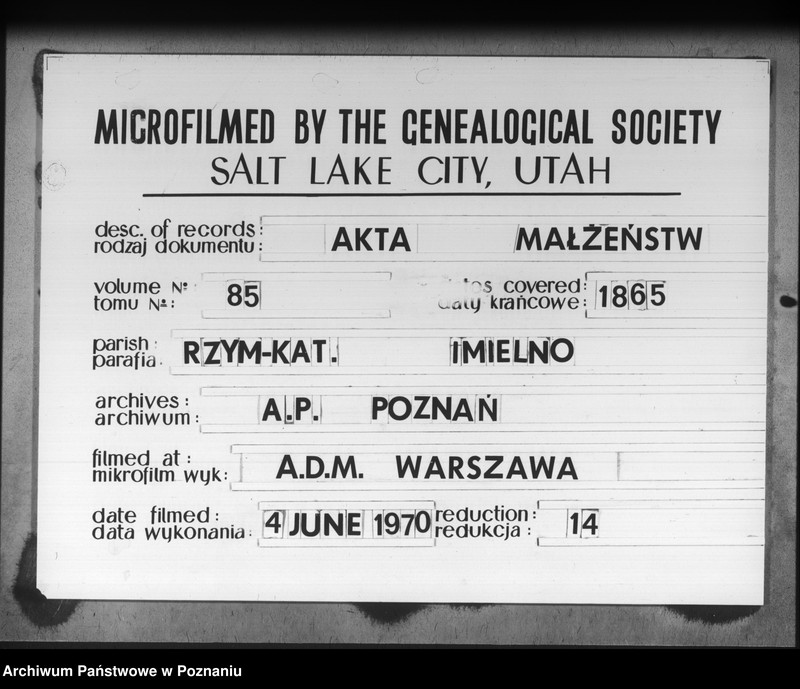 MICROFILMED BY THE GENEALOGICAL SOCIETY
SALT LAKE CITY, UTAH
desc. of records:
rodzaj dokumentu:
AKTA MAŁŻEŃSTW
volume Nº
tomu Nº:
85
covered:
daty krańcowe:
1865
parish:
parafia.
RZYM-KAT. IMIELNO
archives:
archiwum:
A.P. POZNAŃ
filmed at:
mikrofilm wyk:
A.D.M. WARSZAWA
date filmed:
data wykonania:
4 JUNE 1970
reduction:
redukcja:
14
Archiwum Państwowe w Poznaniu